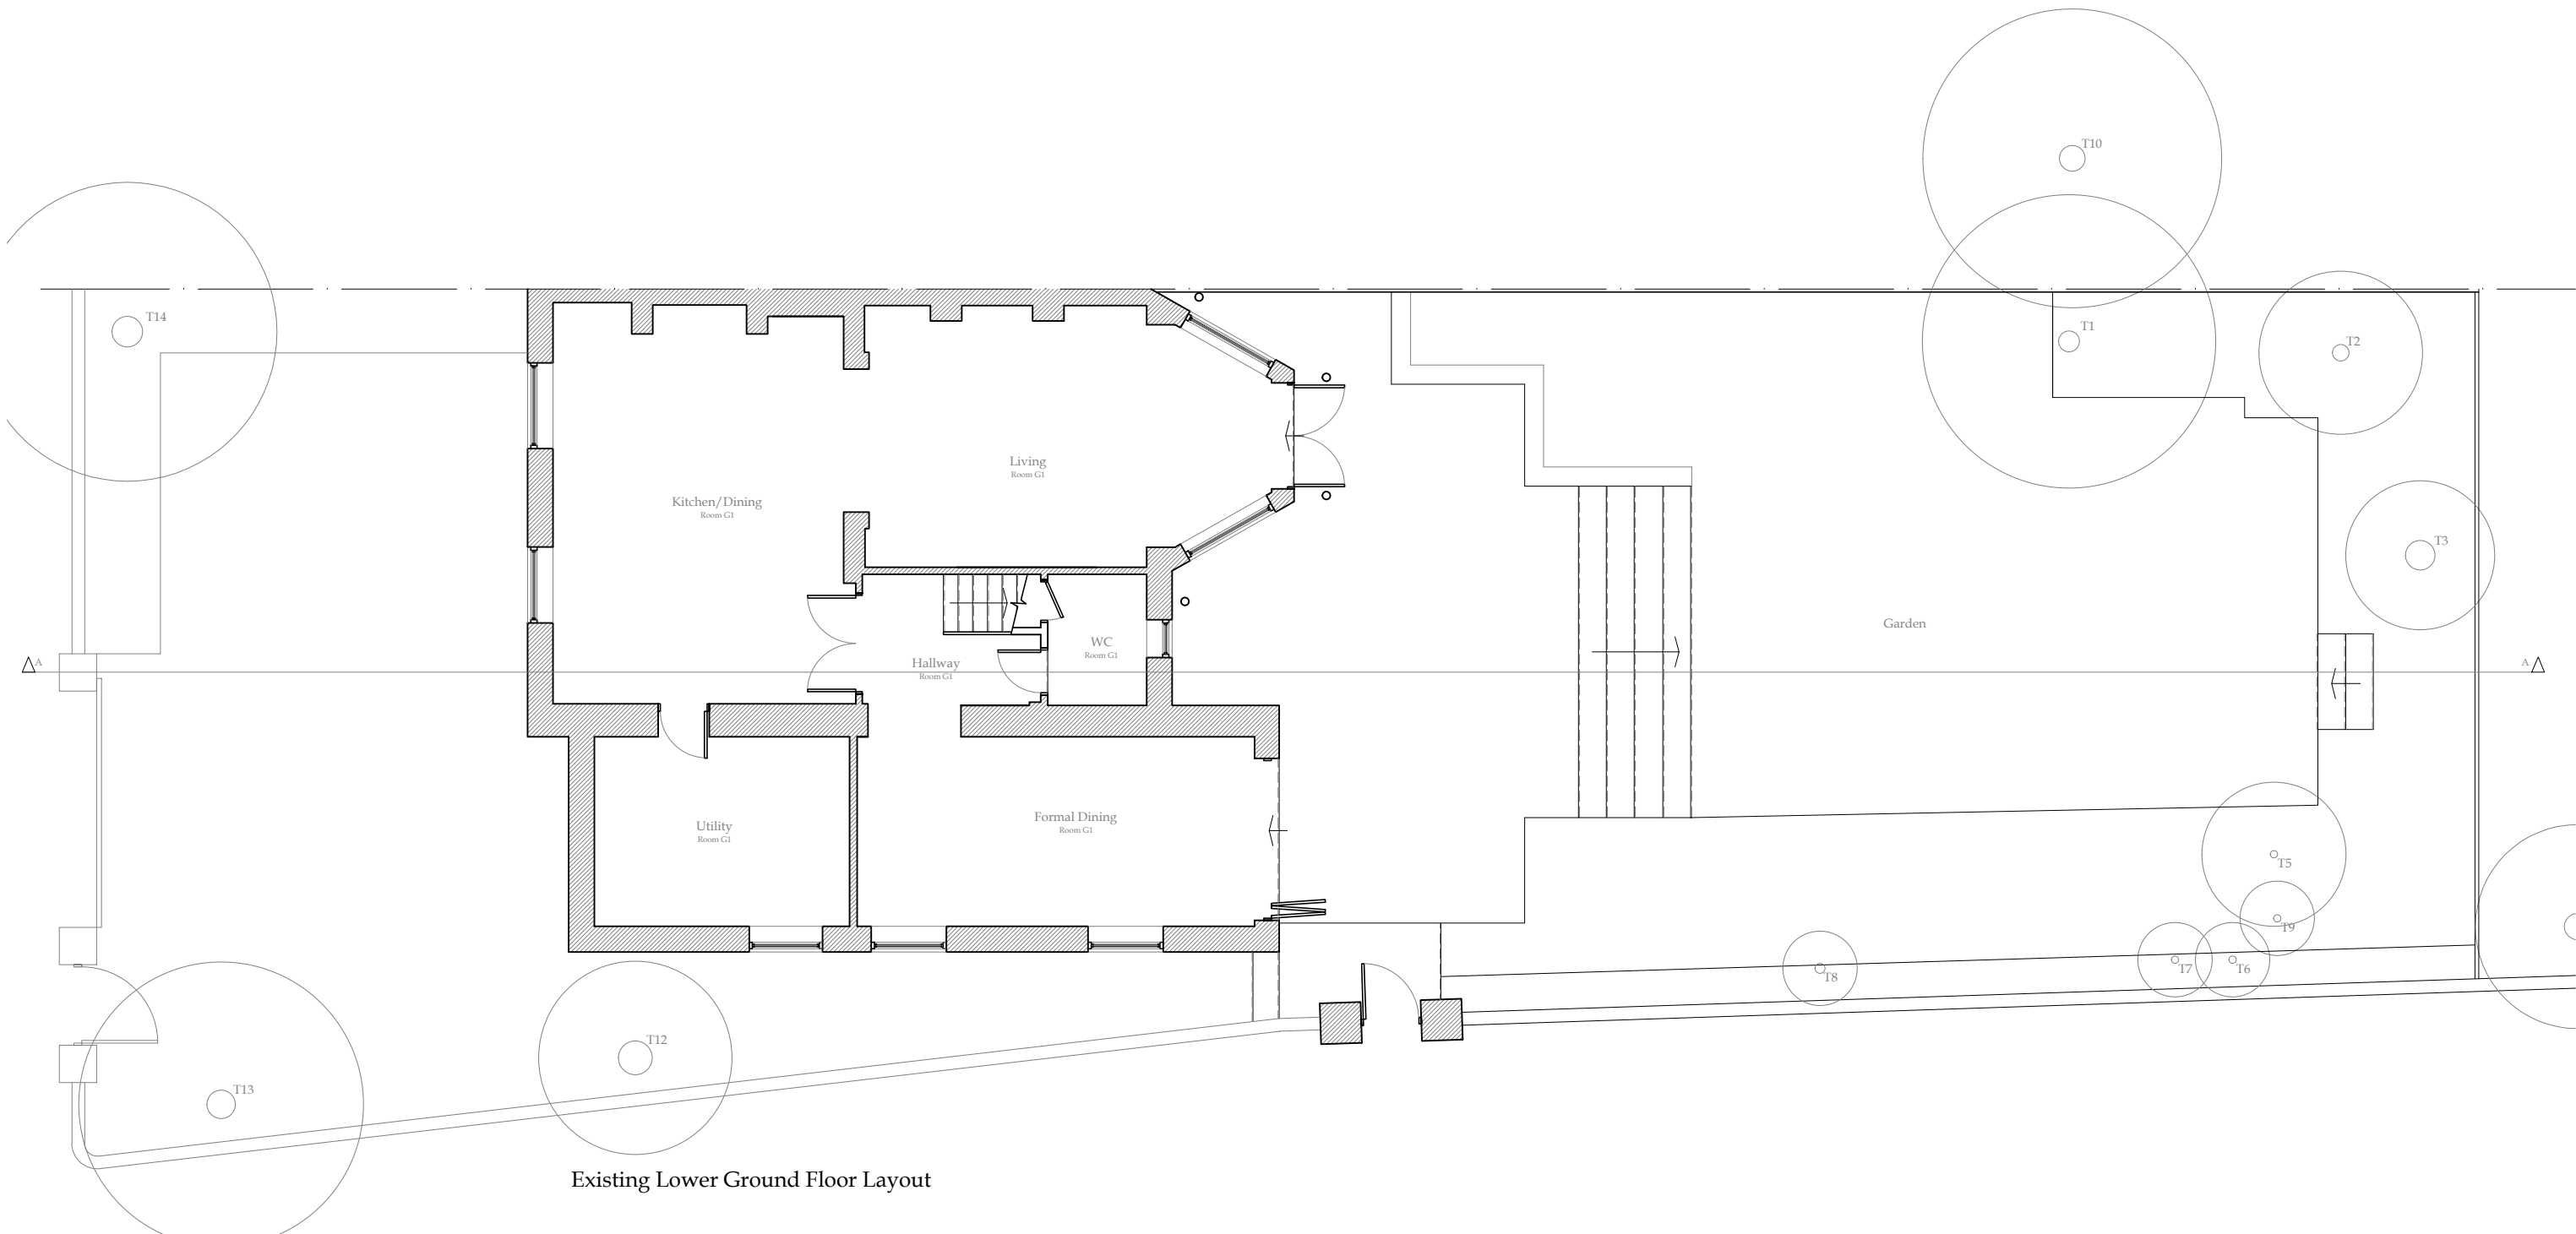 T10
T14
T1
T2
Living
Room G1
Kitchen/Dining
Room G1
T3
Garden
WC
Room G1
Hallway
Room G1
A
A
Formal Dining
Room G1
Utility
Room G1
T5
T9
T7
T6
T8
T12
T13
Existing Lower Ground Floor Layout